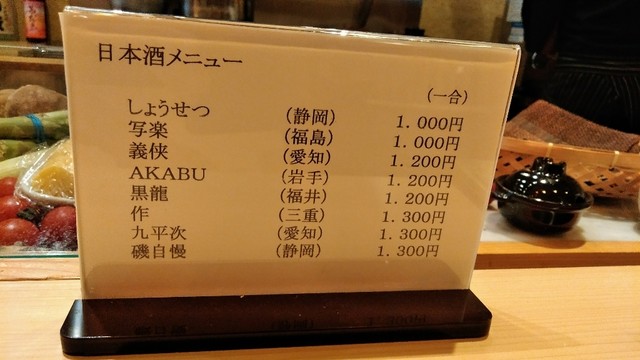 日本酒メニュー
(一合)
しょうせつ (静岡) 1.000円
写楽 (福島) 1.000円
義侠 (愛知) 1.200円
AKABU (岩手) 1.200円
黒龍 (福井) 1.200円
作 (三重) 1.300円
九平次 (愛知) 1.300円
磯自慢 (静岡) 1.300円